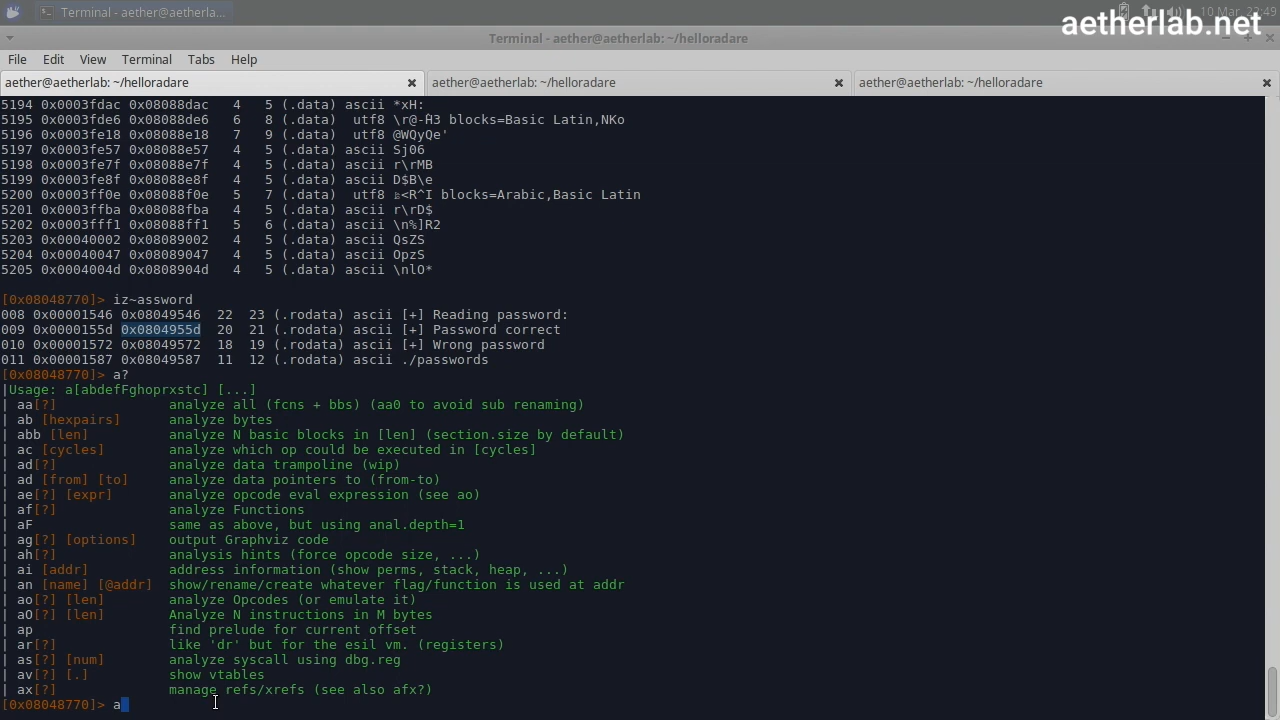 Terminal - aether@aetherla...
10 Mar, 22:49
aetherlab.net
Terminal - aether@aetherlab: ~/helloradare
File Edit View Terminal Tabs Help
aether@aetherlab: ~/helloradare aether@aetherlab: ~/helloradare aether@aetherlab: ~/helloradare
5194 0x0003fdac 0x08088dac 4 5 (.data) ascii *xH:
5195 0x0003fde6 0x08088de6 6 8 (.data) utf8 blocks=Basic Latin,NKo
5196 0x0003fe18 0x08088e18 7 9 (.data) utf8 @WQyQe'
5197 0x0003fe57 0x08088e57 4 5 (.data) ascii Sj06
5198 0x0003fe7f 0x08088e7f 4 5 (.data) ascii r\rMB
5199 0x0003fe8f 0x08088e8f 4 5 (.data) ascii D$B\e
5200 0x0003ff0e 0x08088f0e 5 7 (.data) utf8 blocks=Arabic,Basic Latin
5201 0x0003ffba 0x08088fba 4 5 (.data) ascii r\rD$
5202 0x0003fff1 0x08088ff1 5 6 (.data) ascii \n%]R2
5203 0x00040002 0x08089002 4 5 (.data) ascii QsZS
5204 0x00040047 0x08089047 4 5 (.data) ascii OpzS
5205 0x0004004d 0x0808904d 4 5 (.data) ascii \nlO*
[0x08048770]> iz~assword
008 0x00001546 0x08049546 22 23 (.rodata) ascii [+] Reading password:
009 0x0000155d 0x0804955d 20 21 (.rodata) ascii [+] Password correct
010 0x00001572 0x08049572 18 19 (.rodata) ascii [+] Wrong password
011 0x00001587 0x08049587 11 12 (.rodata) ascii ./passwords
[0x08048770]> a?
|Usage: a[abdefFghoprxstc] [...]
| aa[?] analyze all (fcns + bbs) (aa0 to avoid sub renaming)
| ab [hexpairs] analyze bytes
| abb [len] analyze N basic blocks in [len] (section.size by default)
| ac [cycles] analyze which op could be executed in [cycles]
| ad[?] analyze data trampoline (wip)
| ad [from] [to] analyze data pointers to (from-to)
| ae[?] [expr] analyze opcode eval expression (see ao)
| af[?] analyze Functions
| aF same as above, but using anal.depth=1
| ag[?] [options] output Graphviz code
| ah[?] analysis hints (force opcode size, ...)
| ai [addr] address information (show perms, stack, heap, ...)
| an [name] [@addr] show/rename/create whatever flag/function is used at addr
| ao[?] [len] analyze Opcodes (or emulate it)
| aO[?] [len] Analyze N instructions in M bytes
| ap find prelude for current offset
| ar[?] like 'dr' but for the esil vm. (registers)
| as[?] [num] analyze syscall using dbg.reg
| av[?] [.] show vtables
| ax[?] manage refs/xrefs (see also afx?)
[0x08048770]> a